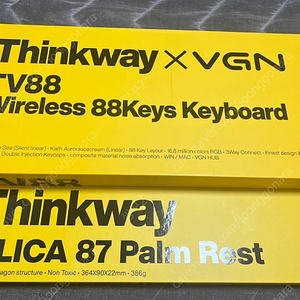 Thinkway X VGN
TV88
Wireless 88Keys Keyboard
Sea (Silent linear) - Kailh Auroraicecream (Linear) - 88 Key Layout - 16.8 million colors RGB - 3Way Connect - Finest design
Double Injection Keycaps - composite material noise absorption - WIN / MAC - VGN HUB
Thinkway
LICA 87 Palm Rest
agon structure - Non Toxic - 364X90X22mm - 386g